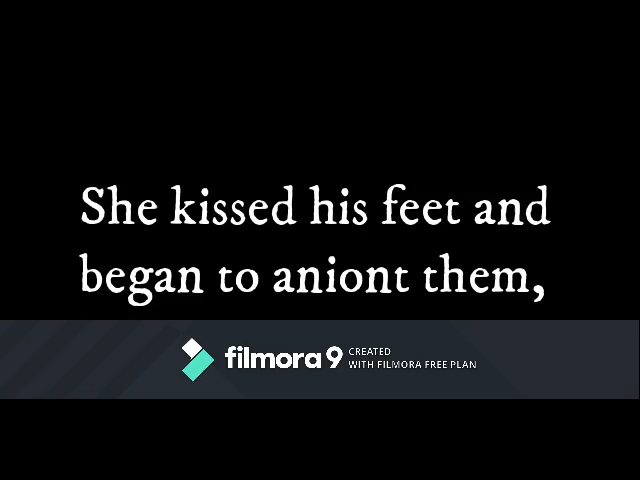 She kissed his feet and
began to aniont them,
filmora 9 CREATED
WITH FILMORA FREE PLAN